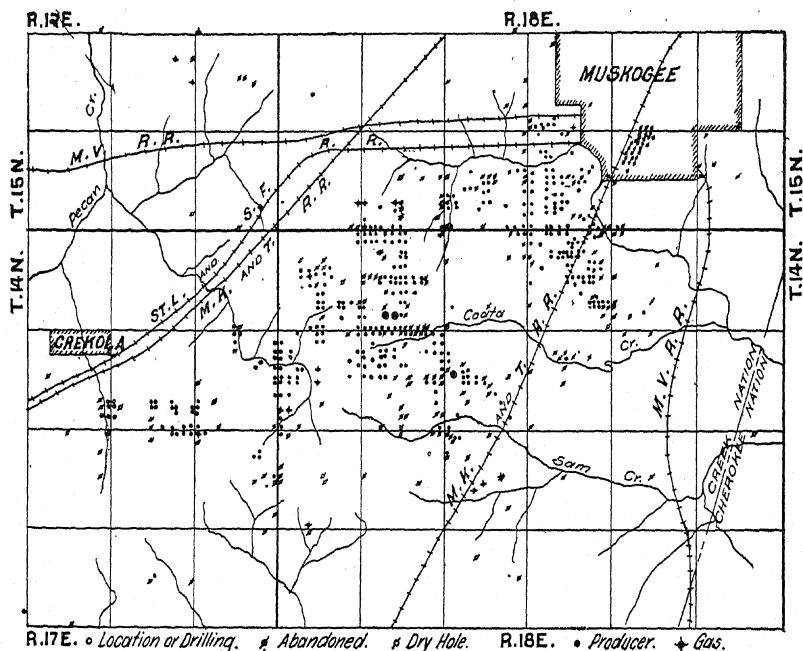 R.17E. R.18E.
MUSKOGEE
Cr.
M.V. R.R. R. R.
T.15N. T.15N.
Pecan
S. F. R.R.
T.14N. T.14N.
ST.L. AND
M.K. AND T.
Coata Cr.
CREKOLA
M.K. AND T. R.R.
M.V. R.R.
CREEK NATION
CHEROKEE NATION
Sam Cr.
R.17E. Location or Drilling. Abandoned. Dry Hole. R.18E. Producer. Gas.